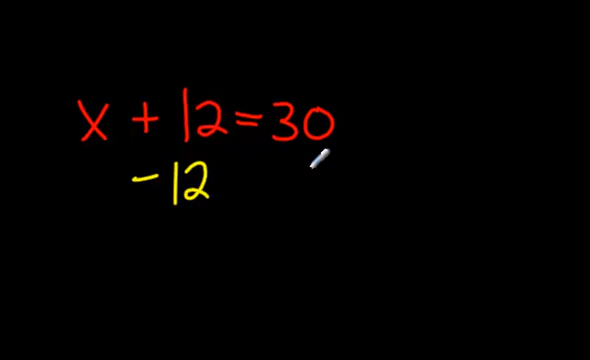 x + 12 = 30
- 12